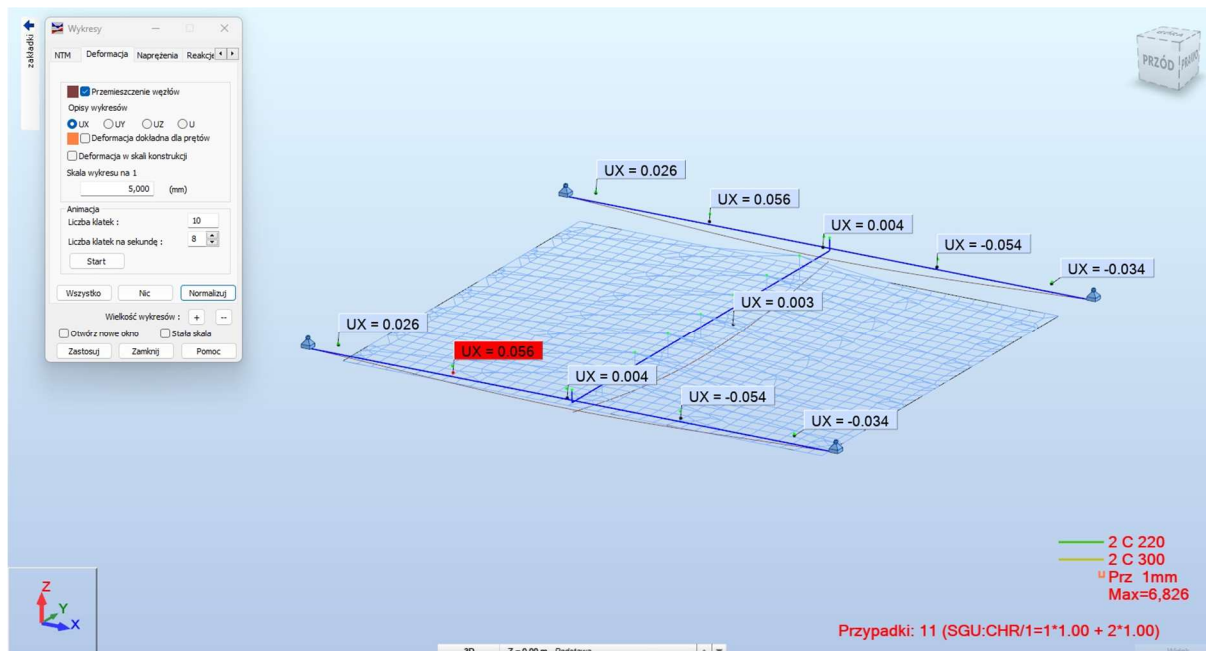 zakładki
Wykresy
NTM Deformacja Naprężenia Reakcje
Przemieszczenie węzłów
Opisy wykresów
UX UY UZ U
Deformacja dokładna dla prętów
Deformacja w skali konstrukcji
Skala wykresu na 1
5,000 (mm)
Animacja
Liczba klatek : 10
Liczba klatek na sekundę : 8
Start
Wszystko Nic Normalizuj
Wielkość wykresów : + --
Otwórz nowe okno Stała skala
Zastosuj Zamknij Pomoc
GÓRA
PRZÓD
UX = 0.026
UX = 0.056
UX = 0.004
UX = -0.054
UX = -0.034
UX = 0.003
UX = 0.026
UX = 0.056
UX = 0.004
UX = -0.054
UX = -0.034
2 C 220
2 C 300
Prz 1mm
Max=6,826
Przypadki: 11 (SGU:CHR/1=1*1.00 + 2*1.00)
Z
Y
X
3D Z = 0,00 m - Podstawa